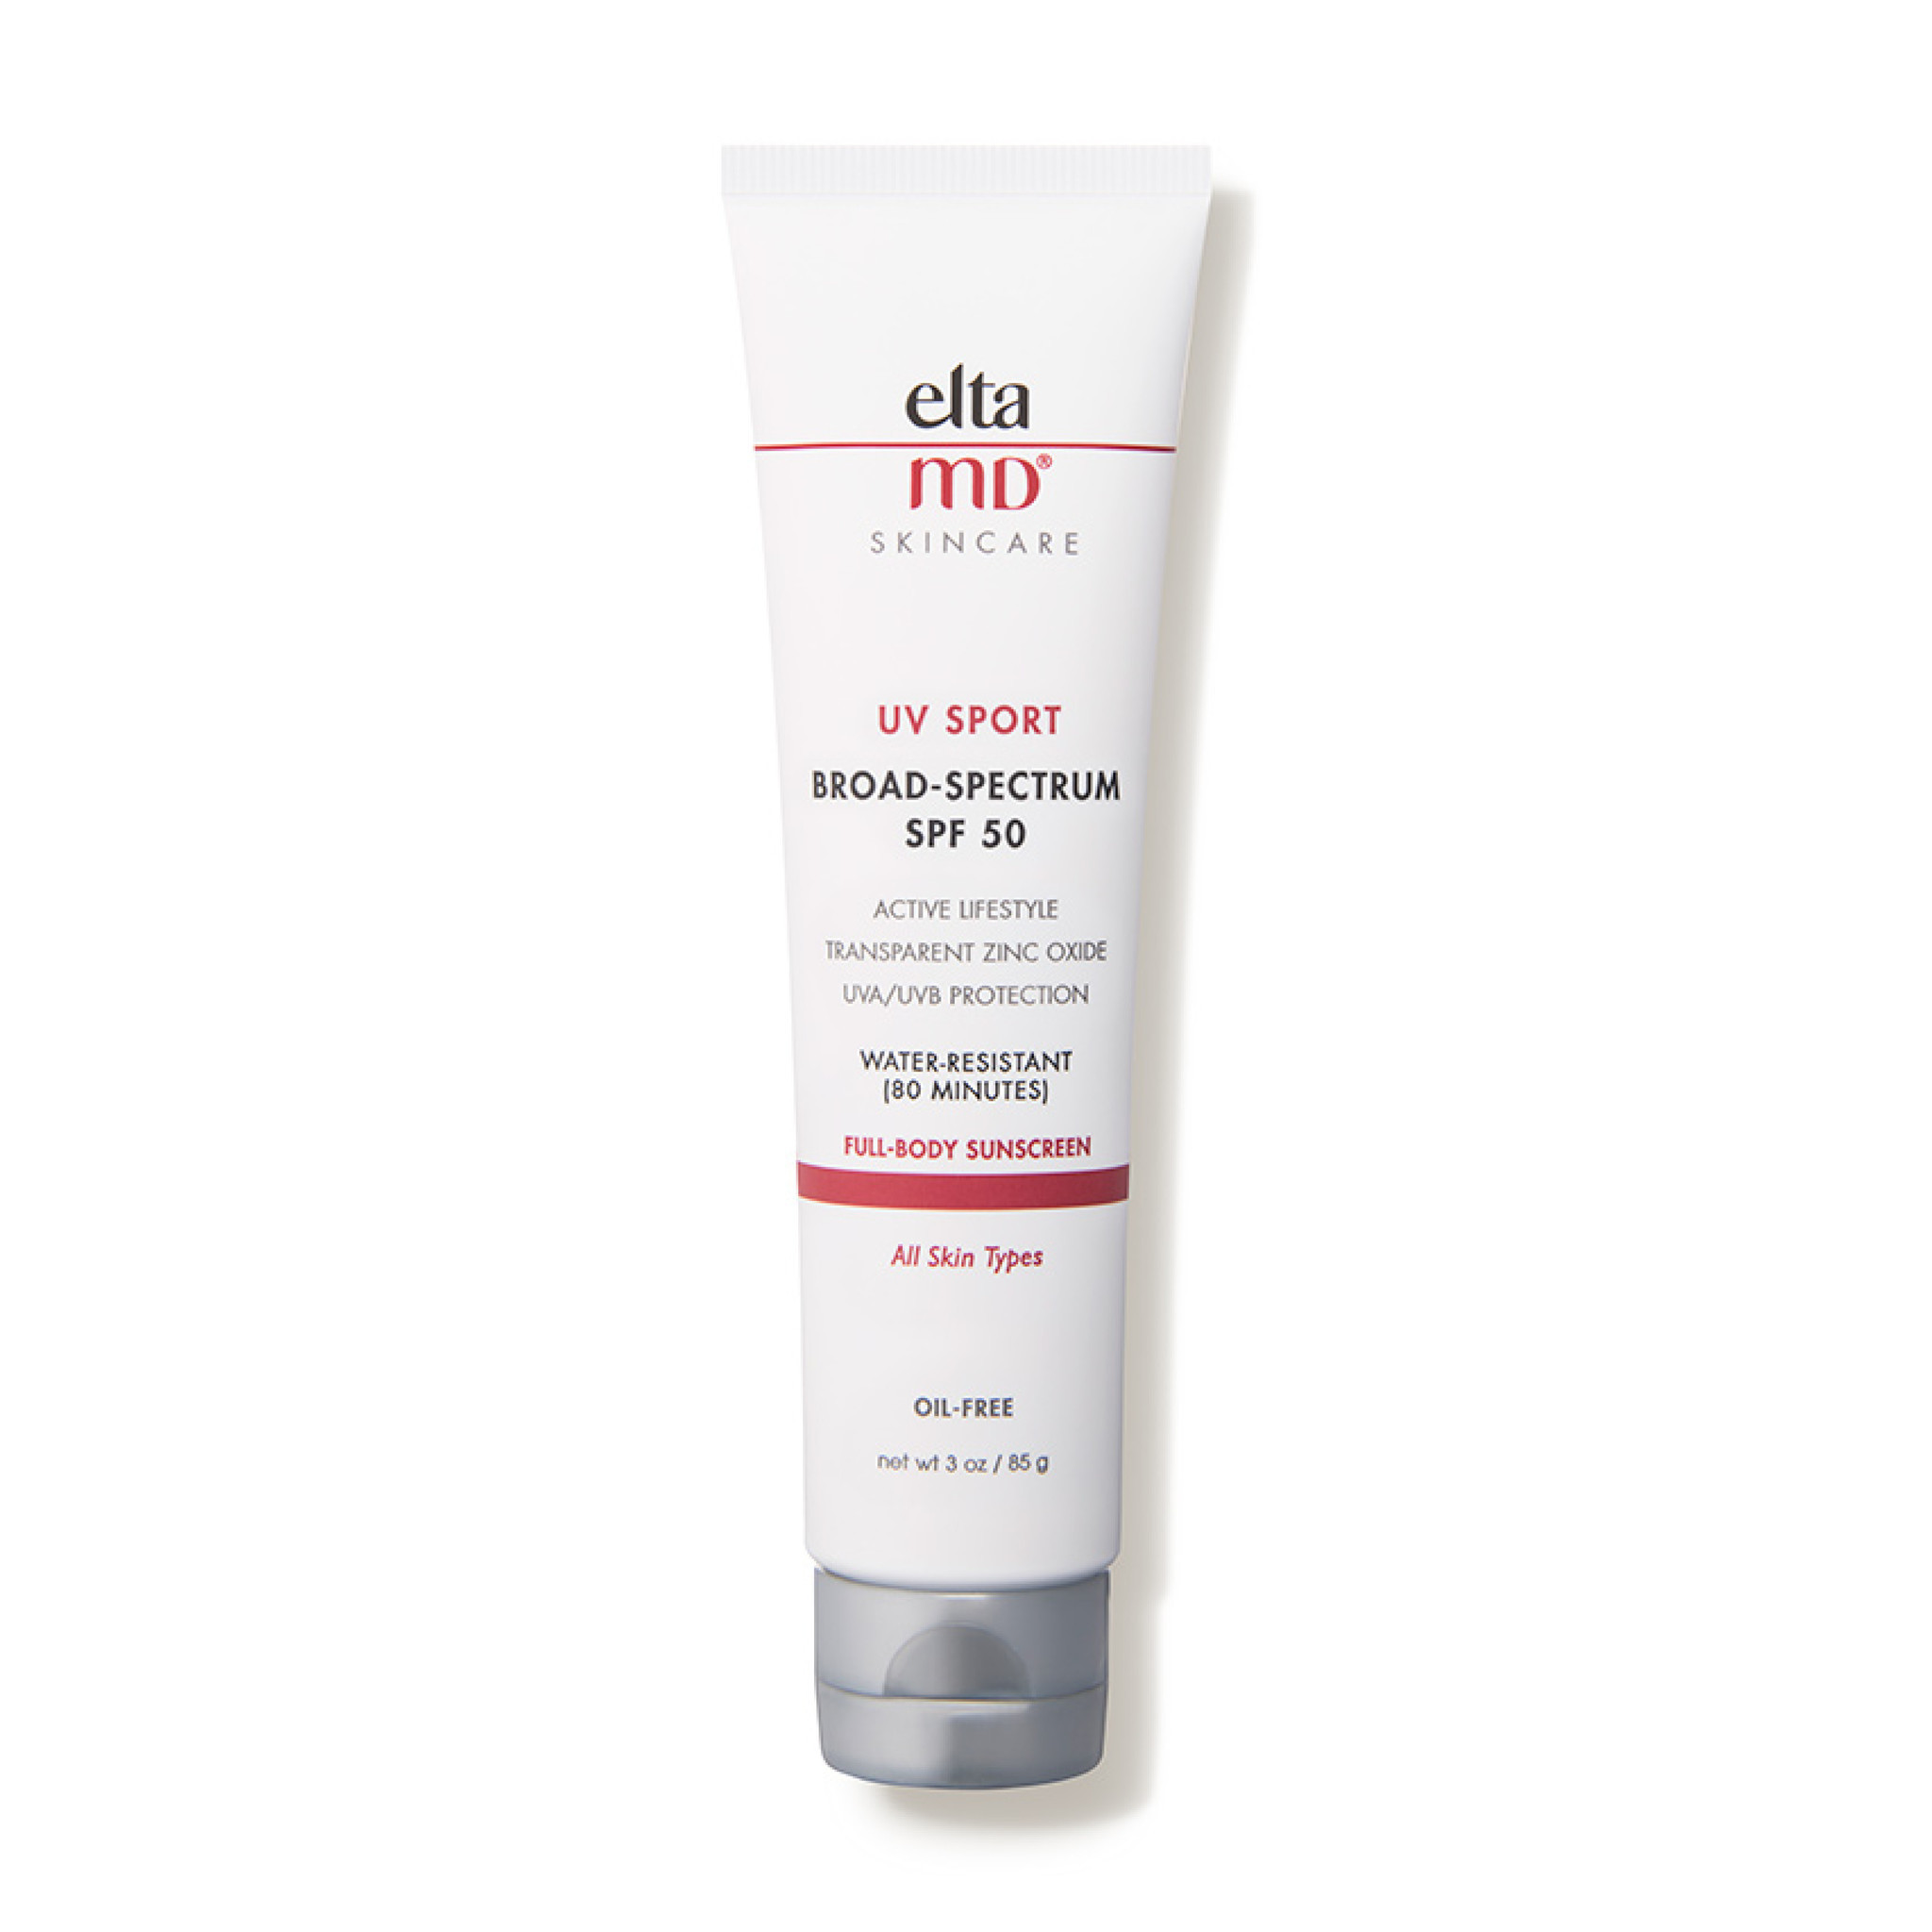 elta
MD®
SKINCARE
UV SPORT
BROAD-SPECTRUM
SPF 50
ACTIVE LIFESTYLE
TRANSPARENT ZINC OXIDE
UVA/UVB PROTECTION
WATER-RESISTANT
(80 MINUTES)
FULL-BODY SUNSCREEN
All Skin Types
OIL-FREE
net wt 3 oz / 85 g